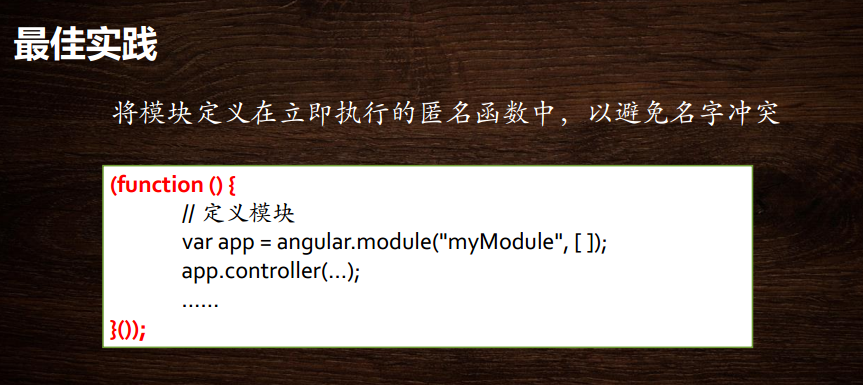 最佳实践
将模块定义在立即执行的匿名函数中，以避免名字冲突
(function () {
// 定义模块
var app = angular.module("myModule", [ ]);
app.controller(…);
……
}());